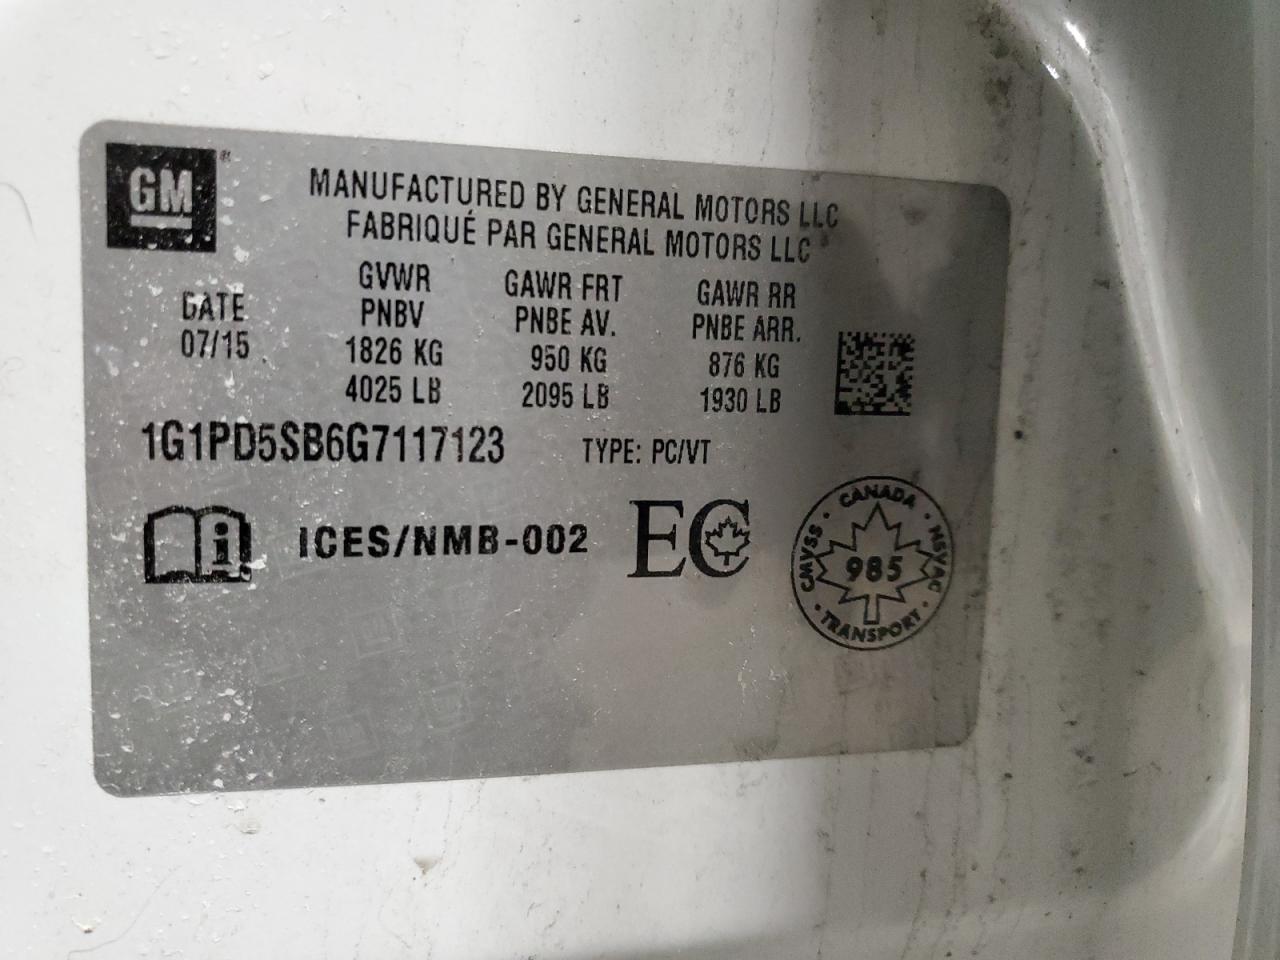 GM®
MANUFACTURED BY GENERAL MOTORS LLC
FABRIQUÉ PAR GENERAL MOTORS LLC
DATE
07/15
GVWR
PNBV
1826 KG
4025 LB
GAWR FRT
PNBE AV.
950 KG
2095 LB
GAWR RR
PNBE ARR.
876 KG
1930 LB
1G1PD5SB6G7117123 TYPE: PC/VT
i ICES/NMB-002 EC
CANADA · NSVAC · TRANSPORT · CMVSS ·
985